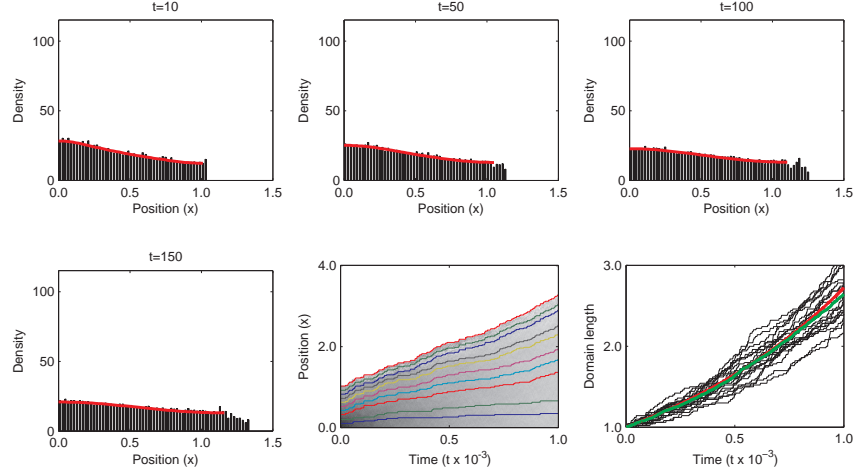 t=10
100
50
0
Density
0.0 0.5 1.0 1.5
Position (x)
t=50
100
50
0
Density
0.0 0.5 1.0 1.5
Position (x)
t=100
100
50
0
Density
0.0 0.5 1.0 1.5
Position (x)
t=150
100
50
0
Density
0.0 0.5 1.0 1.5
Position (x)
4.0
2.0
0.0
Position (x)
0.0 0.5 1.0
Time (t x 10-3)
3.0
2.0
1.0
Domain length
0.0 0.5 1.0
Time (t x 10−3)